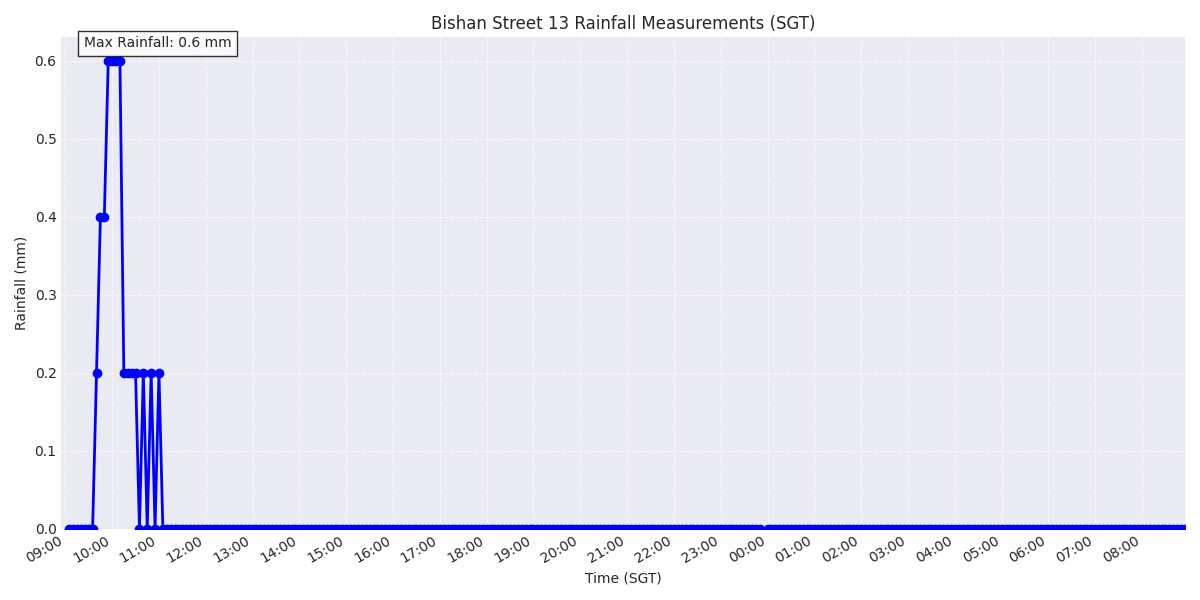 Bishan Street 13 Rainfall Measurements (SGT)
Max Rainfall: 0.6 mm
0.6
0.5
0.4
0.3
0.2
0.1
0.0
Rainfall (mm)
09:00 10:00 11:00 12:00 13:00 14:00 15:00 16:00 17:00 18:00 19:00 20:00 21:00 22:00 23:00 00:00 01:00 02:00 03:00 04:00 05:00 06:00 07:00 08:00
Time (SGT)